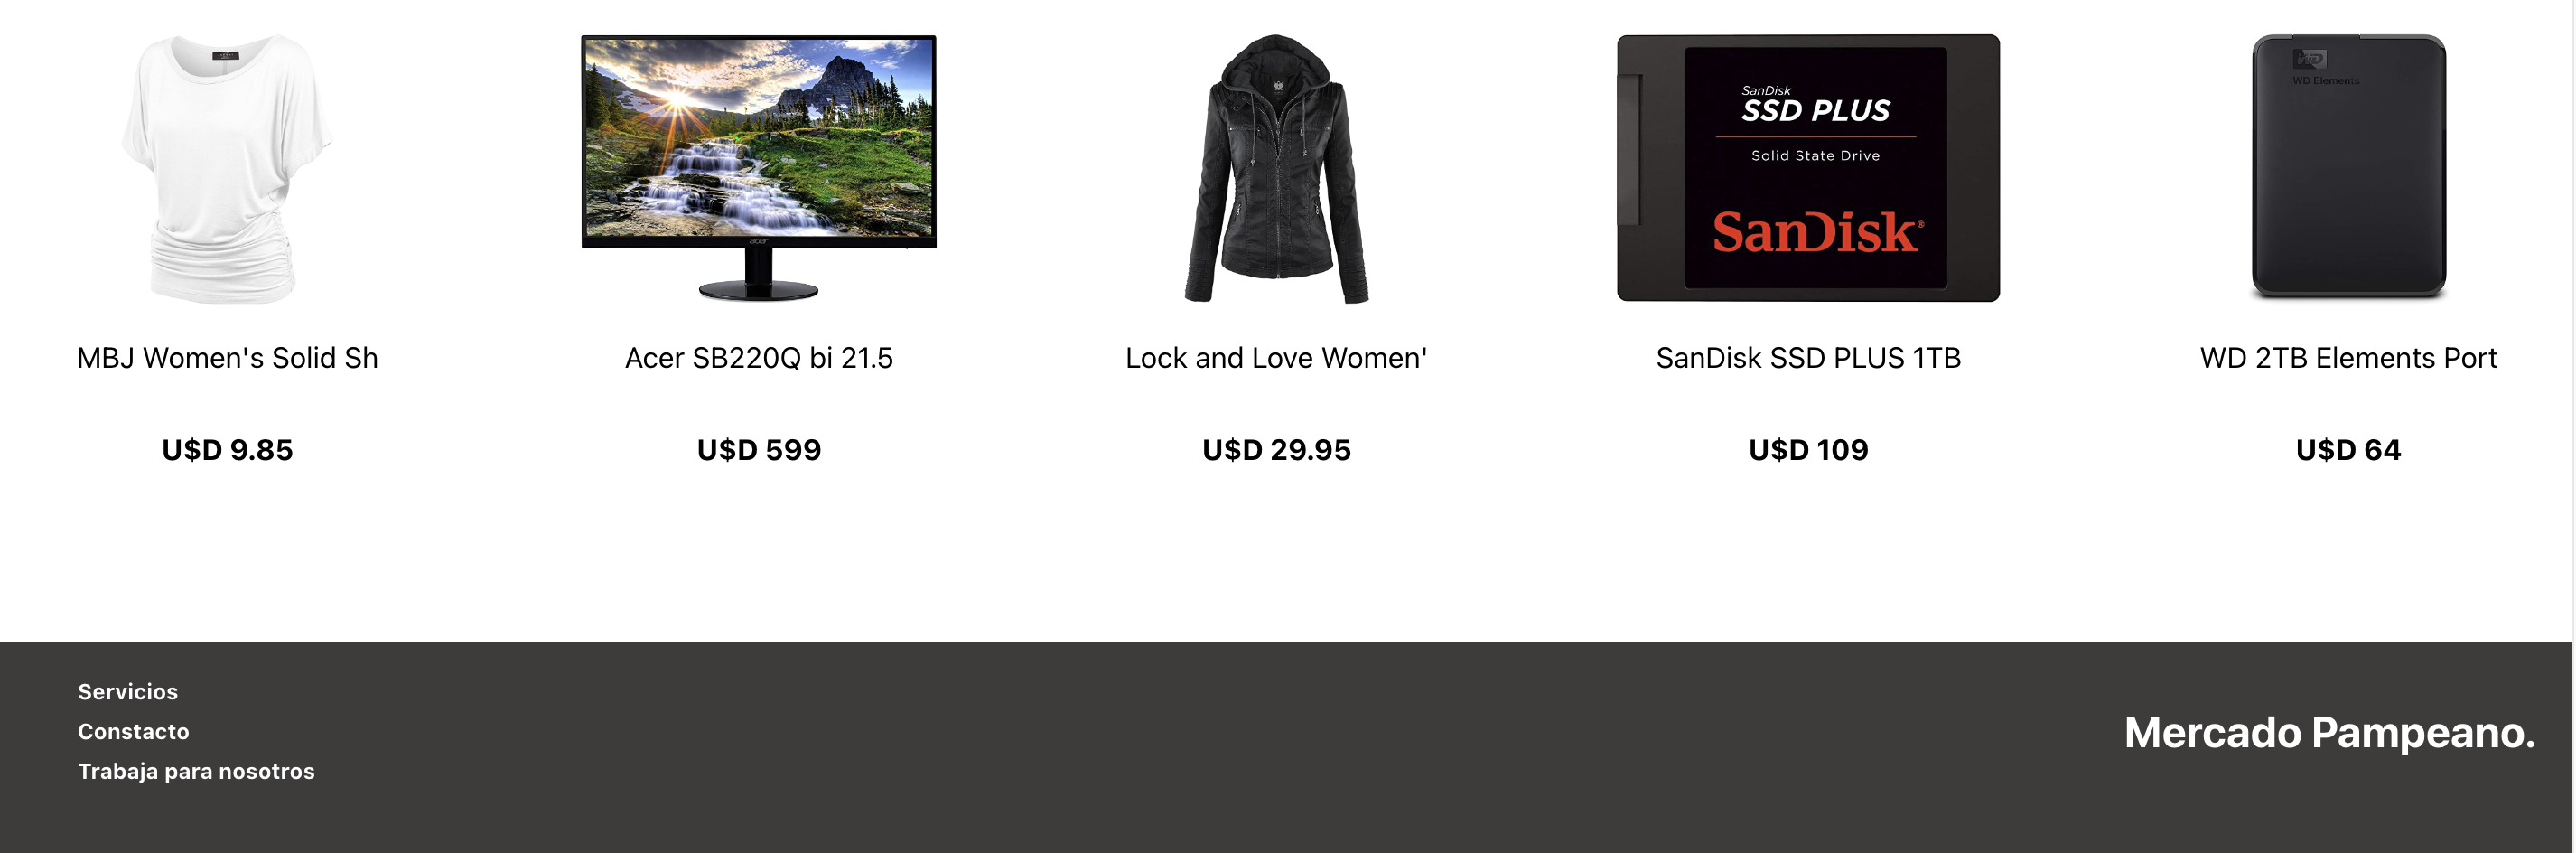 acer
SanDisk
SSD PLUS
Solid State Drive
SanDisk®
WD
WD Elements
MBJ Women's Solid Sh
Acer SB220Q bi 21.5
Lock and Love Women'
SanDisk SSD PLUS 1TB
WD 2TB Elements Port
U$D 9.85
U$D 599
U$D 29.95
U$D 109
U$D 64
Servicios
Constacto
Trabaja para nosotros
Mercado Pampeano.